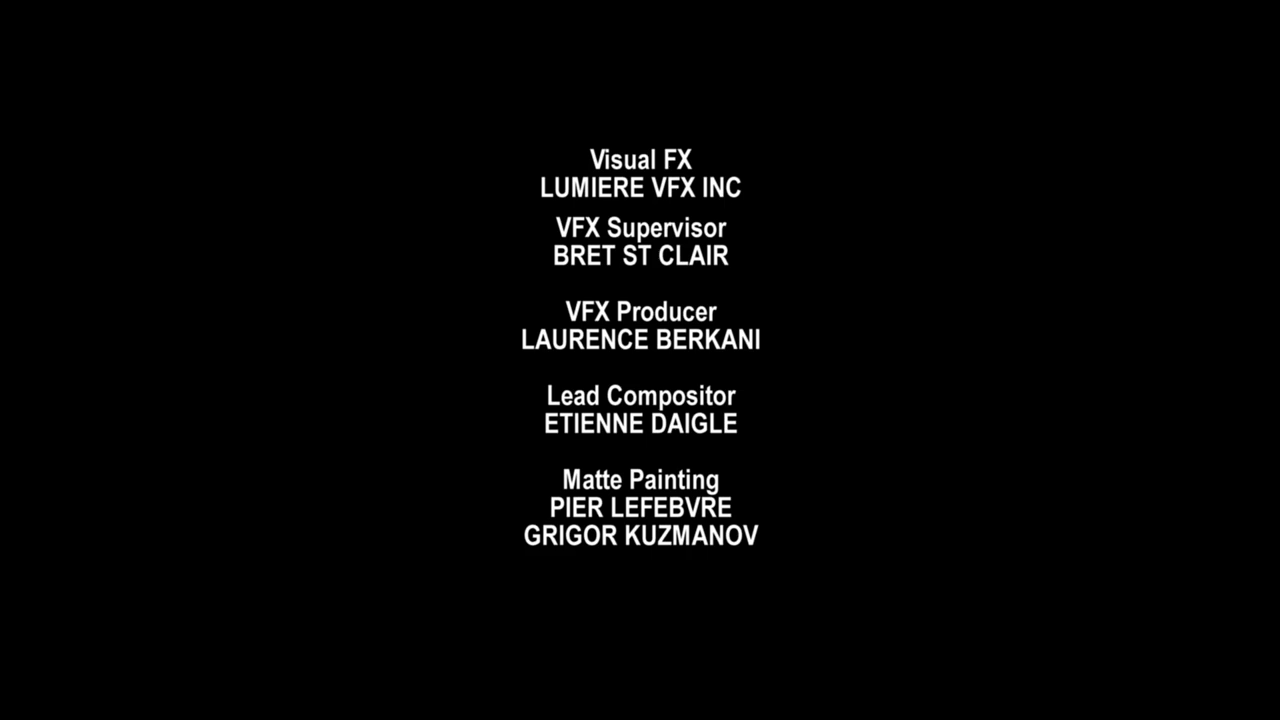 Visual FX
LUMIERE VFX INC
VFX Supervisor
BRET ST CLAIR
VFX Producer
LAURENCE BERKANI
Lead Compositor
ETIENNE DAIGLE
Matte Painting
PIER LEFEBVRE
GRIGOR KUZMANOV